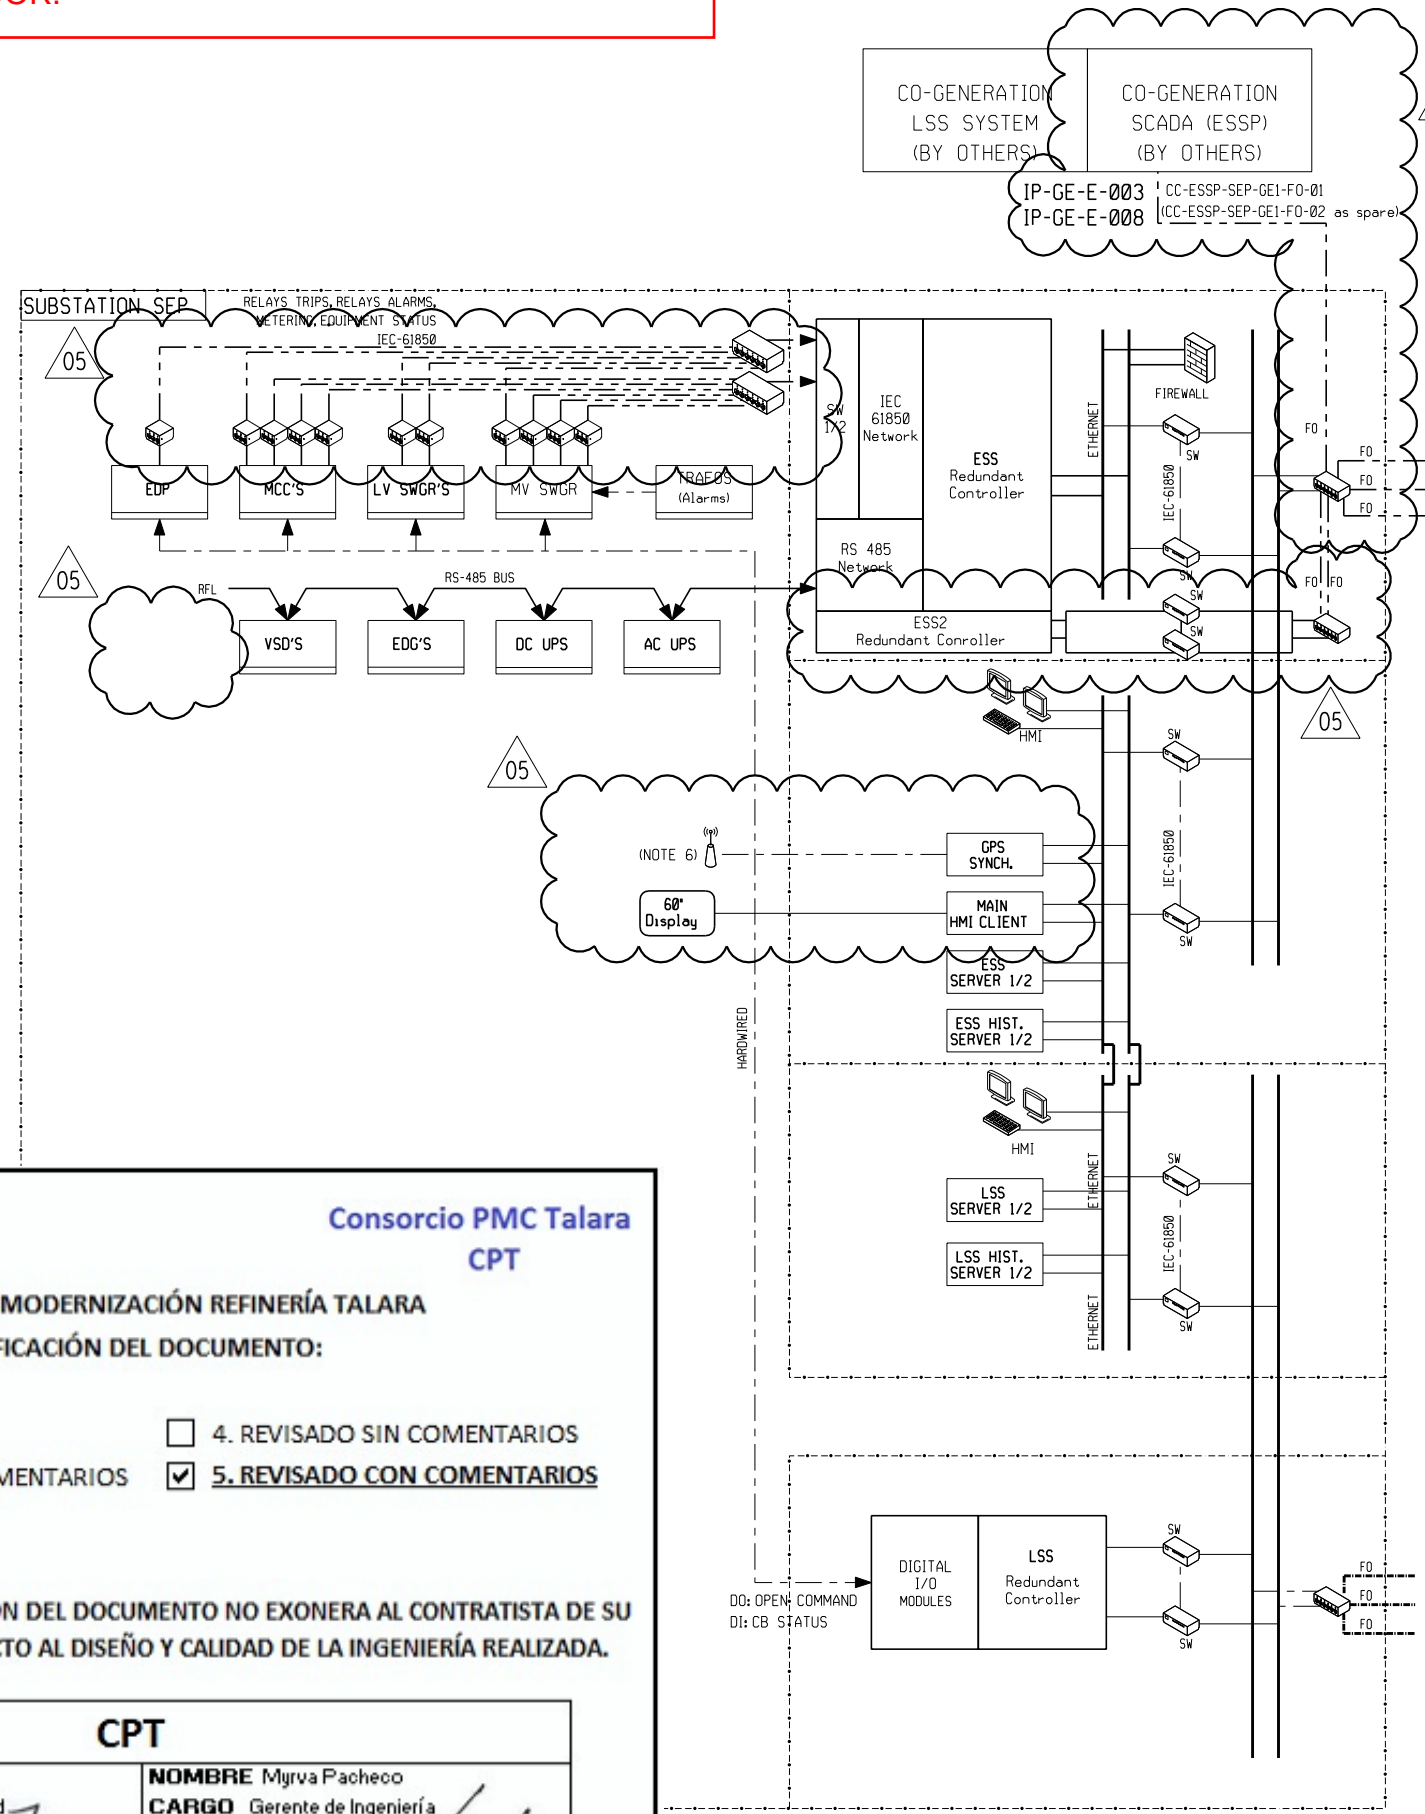 CO-GENERATION
LSS SYSTEM
(BY OTHERS)
CO-GENERATION
SCADA (ESSP)
(BY OTHERS)
IP-GE-E-003
IP-GE-E-008
CC-ESSP-SEP-GE1-FO-01
(CC-ESSP-SEP-GE1-FO-02 as spare)
SUBSTATION SEP
RELAYS TRIPS, RELAYS ALARMS,
METERING, EQUIPMENT STATUS
IEC-61850
05
EDP
MCC'S
LV SWGR'S
MV SWGR
TRAFOS
(Alarms)
SW
1/2
IEC
61850
Network
ESS
Redundant
Controller
RS 485
Network
ESS2
Redundant Conroller
ETHERNET
FIREWALL
SW
IEC-61850
SW
FO
FO
FO
FO
FO
FO
SW
SW
05
RFL
RS-485 BUS
VSD'S
EDG'S
DC UPS
AC UPS
05
HMI
SW
IEC-61850
SW
05
(NOTE 6)
GPS
SYNCH.
60"
Display
MAIN
HMI CLIENT
ESS
SERVER 1/2
ESS HIST.
SERVER 1/2
HARDWIRED
HMI
LSS
SERVER 1/2
LSS HIST.
SERVER 1/2
ETHERNET
ETHERNET
SW
IEC-61850
SW
DO: OPEN COMMAND
DI: CB STATUS
DIGITAL
I/O
MODULES
LSS
Redundant
Controller
SW
SW
FO
FO
FO
Consorcio PMC Talara
CPT
MODERNIZACIÓN REFINERÍA TALARA
FICACIÓN DEL DOCUMENTO:
4. REVISADO SIN COMENTARIOS
MENTARIOS
5. REVISADO CON COMENTARIOS
ÓN DEL DOCUMENTO NO EXONERA AL CONTRATISTA DE SU
CTO AL DISEÑO Y CALIDAD DE LA INGENIERÍA REALIZADA.
CPT
NOMBRE Myrva Pacheco
CARGO Gerente de Ingeniería